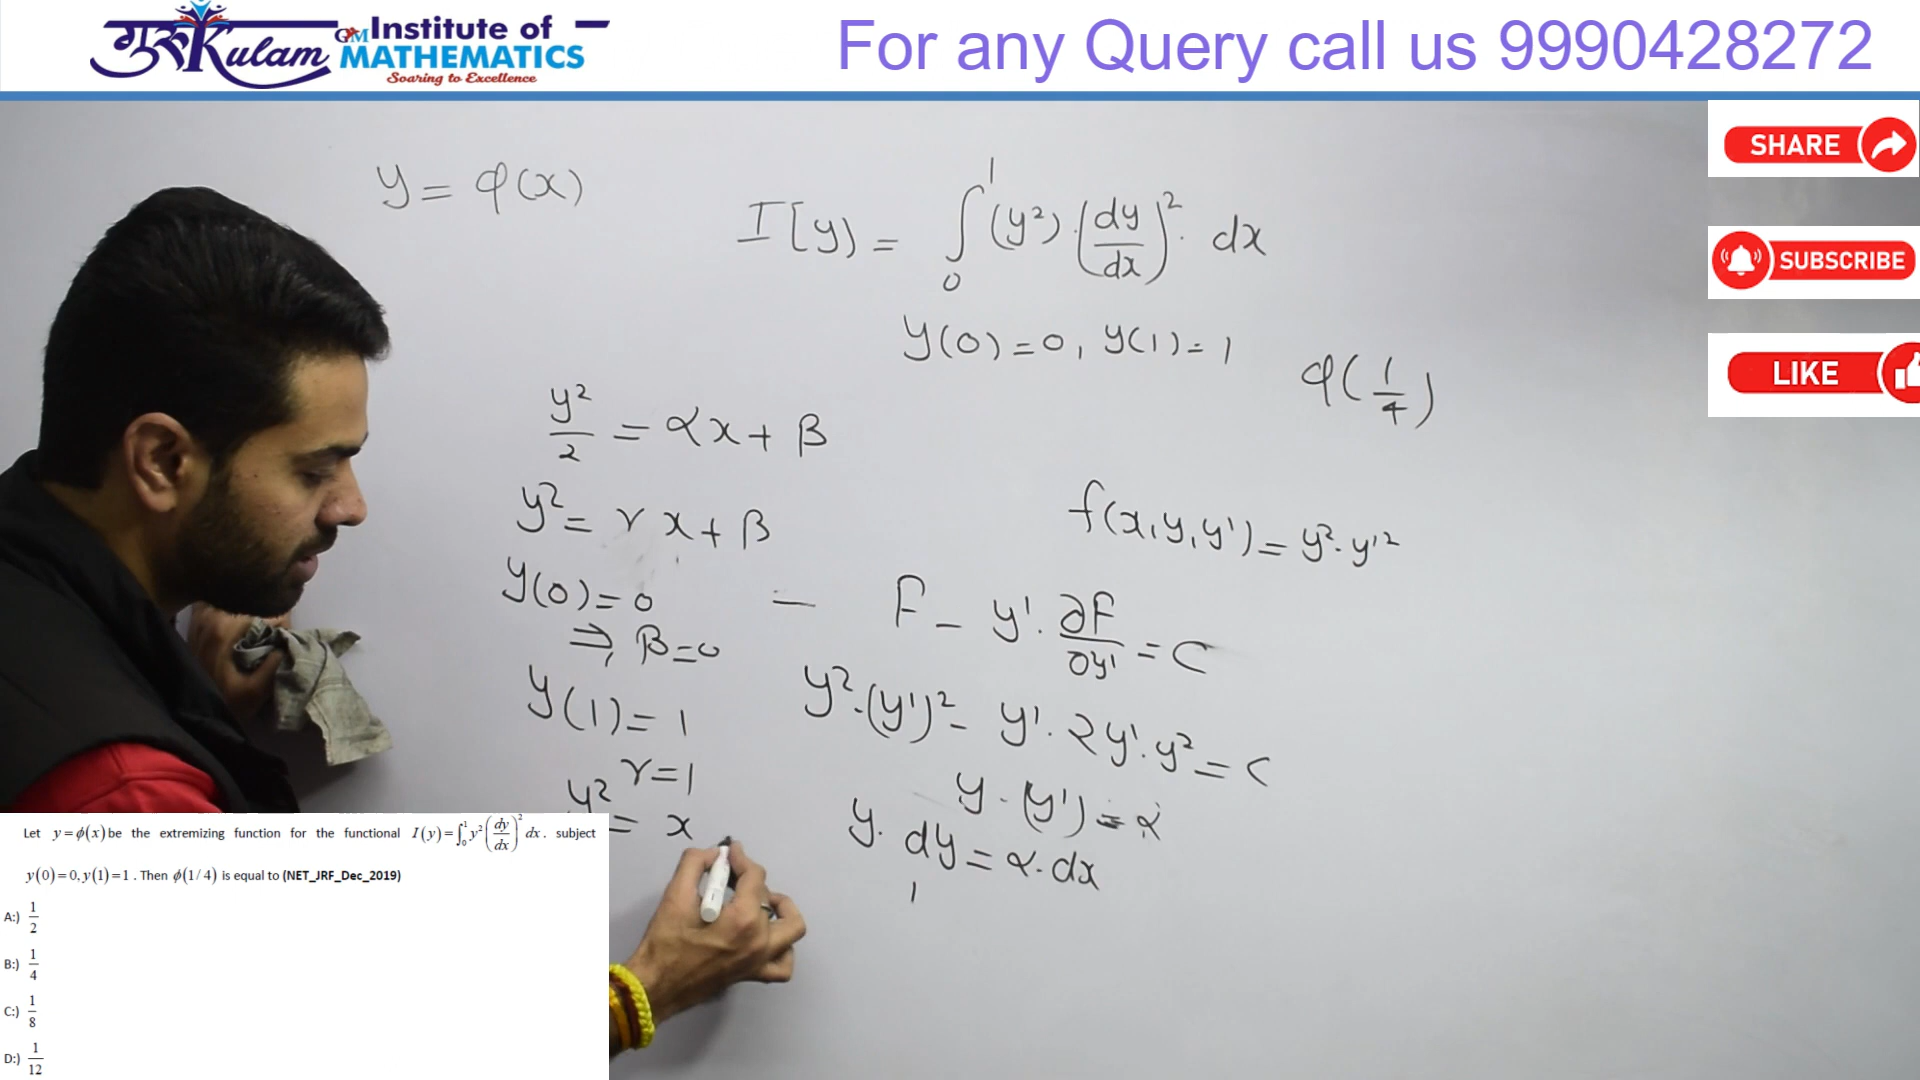 गुरुKulam GM Institute of
MATHEMATICS
Soaring to Excellence
For any Query call us 9990428272
SHARE
SUBSCRIBE
LIKE
y = φ(x)
I[y) = ∫₀¹ (y²) · (dy/dx)² · dx
y(0) = 0, y(1) = 1
φ(1/4)
y²/2 = αx + β
y² = γx + β
y(0) = 0
⇒ β = 0
y(1) = 1
γ = 1
y² = x
f(x, y, y') = y² · y'²
— F - y' · ∂F/∂y' = C
y² · (y')² - y' · 2y' · y² = C
y · (y') = α
y · dy = α · dx
Let y = ϕ(x) be the extremizing function for the functional I(y) = ∫₀¹ y² (dy/dx)² dx . subject
y(0) = 0, y(1) = 1 . Then ϕ(1/4) is equal to (NET_JRF_Dec_2019)
A:) 1/2
B:) 1/4
C:) 1/8
D:) 1/12